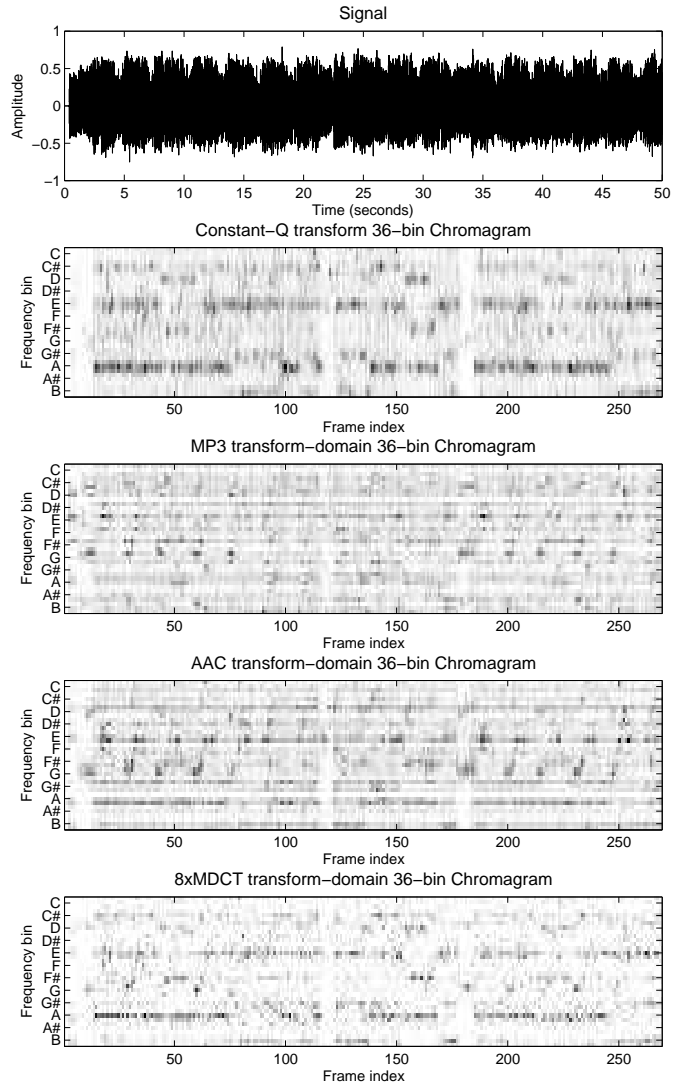 Signal
1
0.5
0
−0.5
−1
Amplitude
0 5 10 15 20 25 30 35 40 45 50
Time (seconds)
Constant−Q transform 36−bin Chromagram
C
C#
D
D#
E
F
F#
G
G#
A
A#
B
Frequency bin
50 100 150 200 250
Frame index
MP3 transform−domain 36−bin Chromagram
C
C#
D
D#
E
F
F#
G
G#
A
A#
B
Frequency bin
50 100 150 200 250
Frame index
AAC transform−domain 36−bin Chromagram
C
C#
D
D#
E
F
F#
G
G#
A
A#
B
Frequency bin
50 100 150 200 250
Frame index
8xMDCT transform−domain 36−bin Chromagram
C
C#
D
D#
E
F
F#
G
G#
A
A#
B
Frequency bin
50 100 150 200 250
Frame index